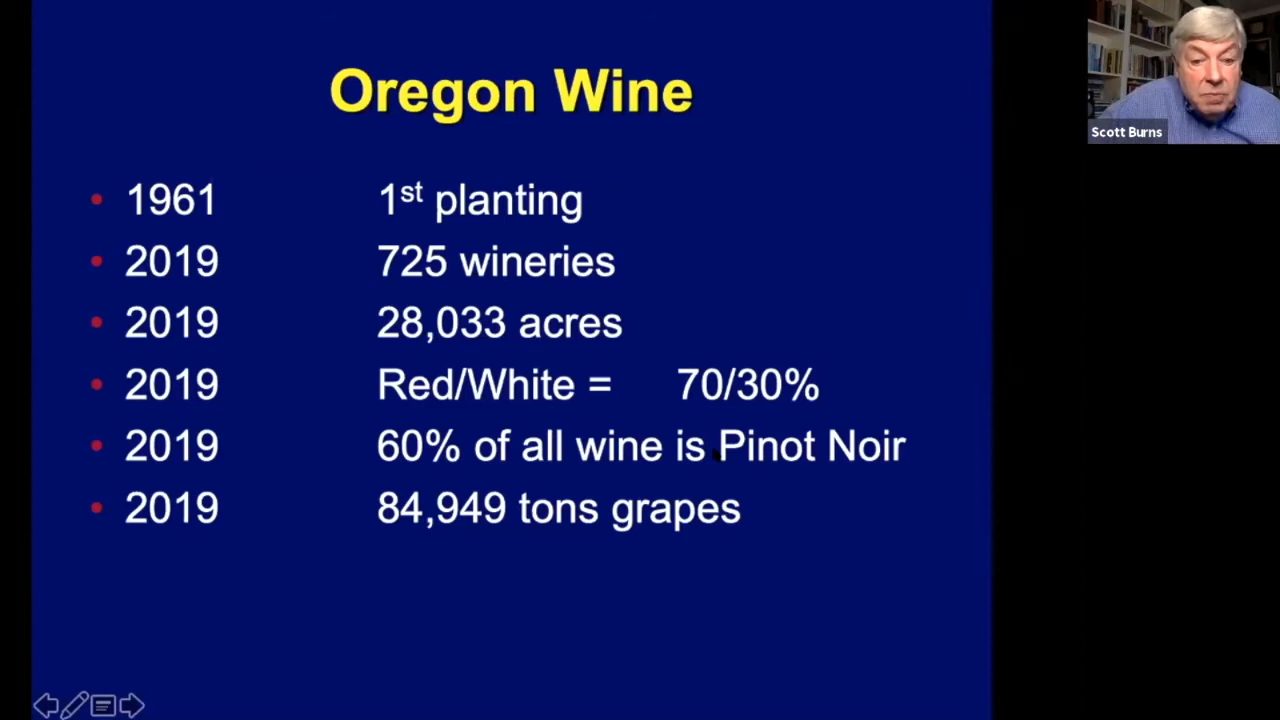 Oregon Wine
• 1961 1st planting
• 2019 725 wineries
• 2019 28,033 acres
• 2019 Red/White = 70/30%
• 2019 60% of all wine is Pinot Noir
• 2019 84,949 tons grapes
Scott Burns